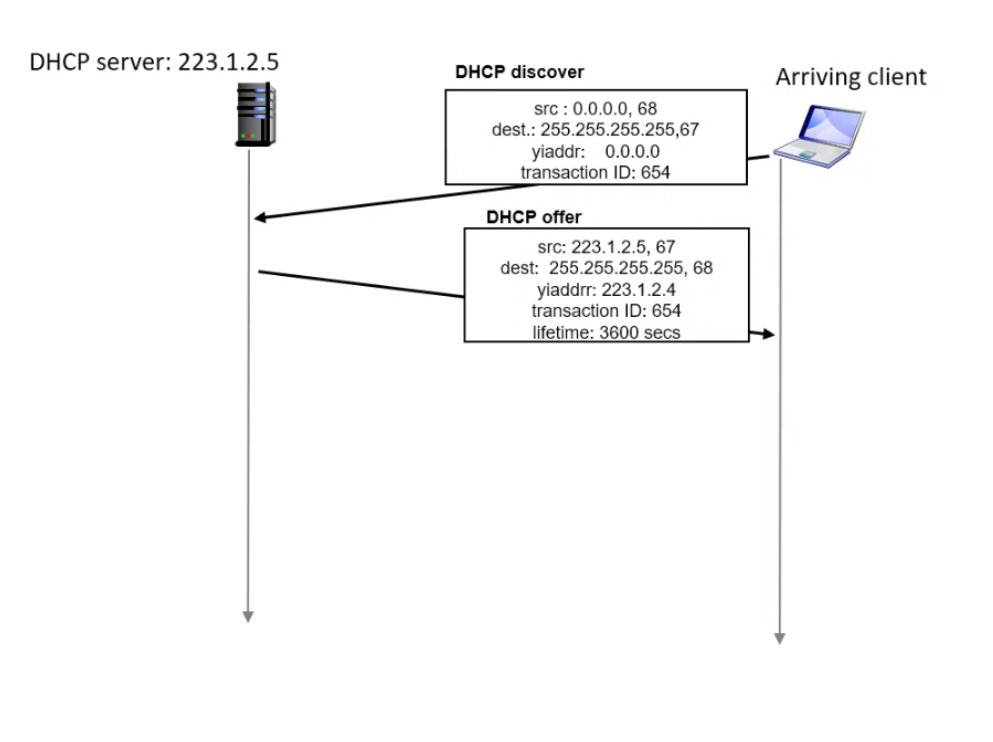 DHCP server: 223.1.2.5
DHCP discover
Arriving client
src : 0.0.0.0, 68
dest.: 255.255.255.255,67
yiaddr: 0.0.0.0
transaction ID: 654
DHCP offer
src: 223.1.2.5, 67
dest: 255.255.255.255, 68
yiaddrr: 223.1.2.4
transaction ID: 654
lifetime: 3600 secs